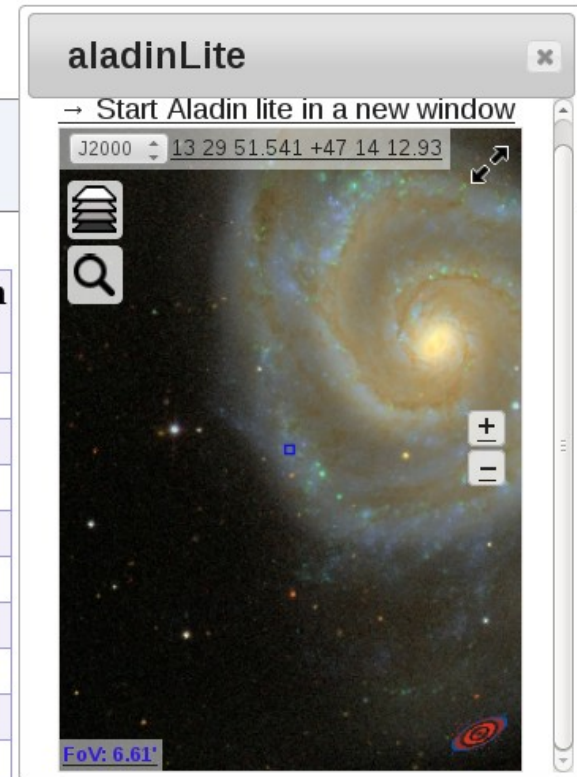 aladinLite
→ Start Aladin lite in a new window
J2000 13 29 51.541 +47 14 12.93
+
−
FoV: 6.61'